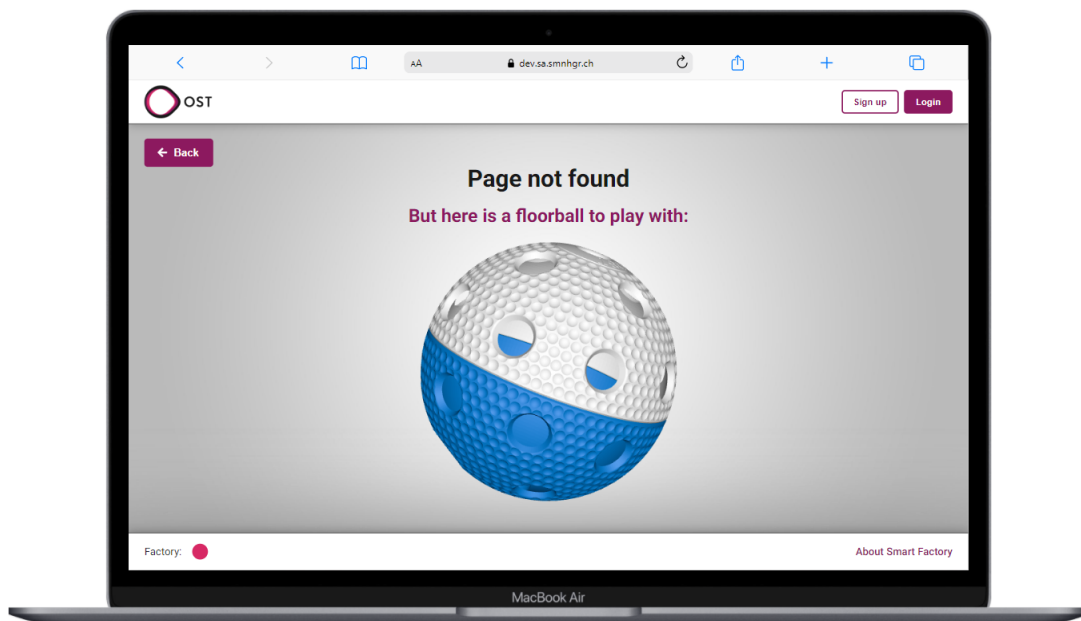 AA
dev.sa.smnhgr.ch
OST
Sign up
Login
Back
Page not found
But here is a floorball to play with:
Factory:
About Smart Factory
MacBook Air